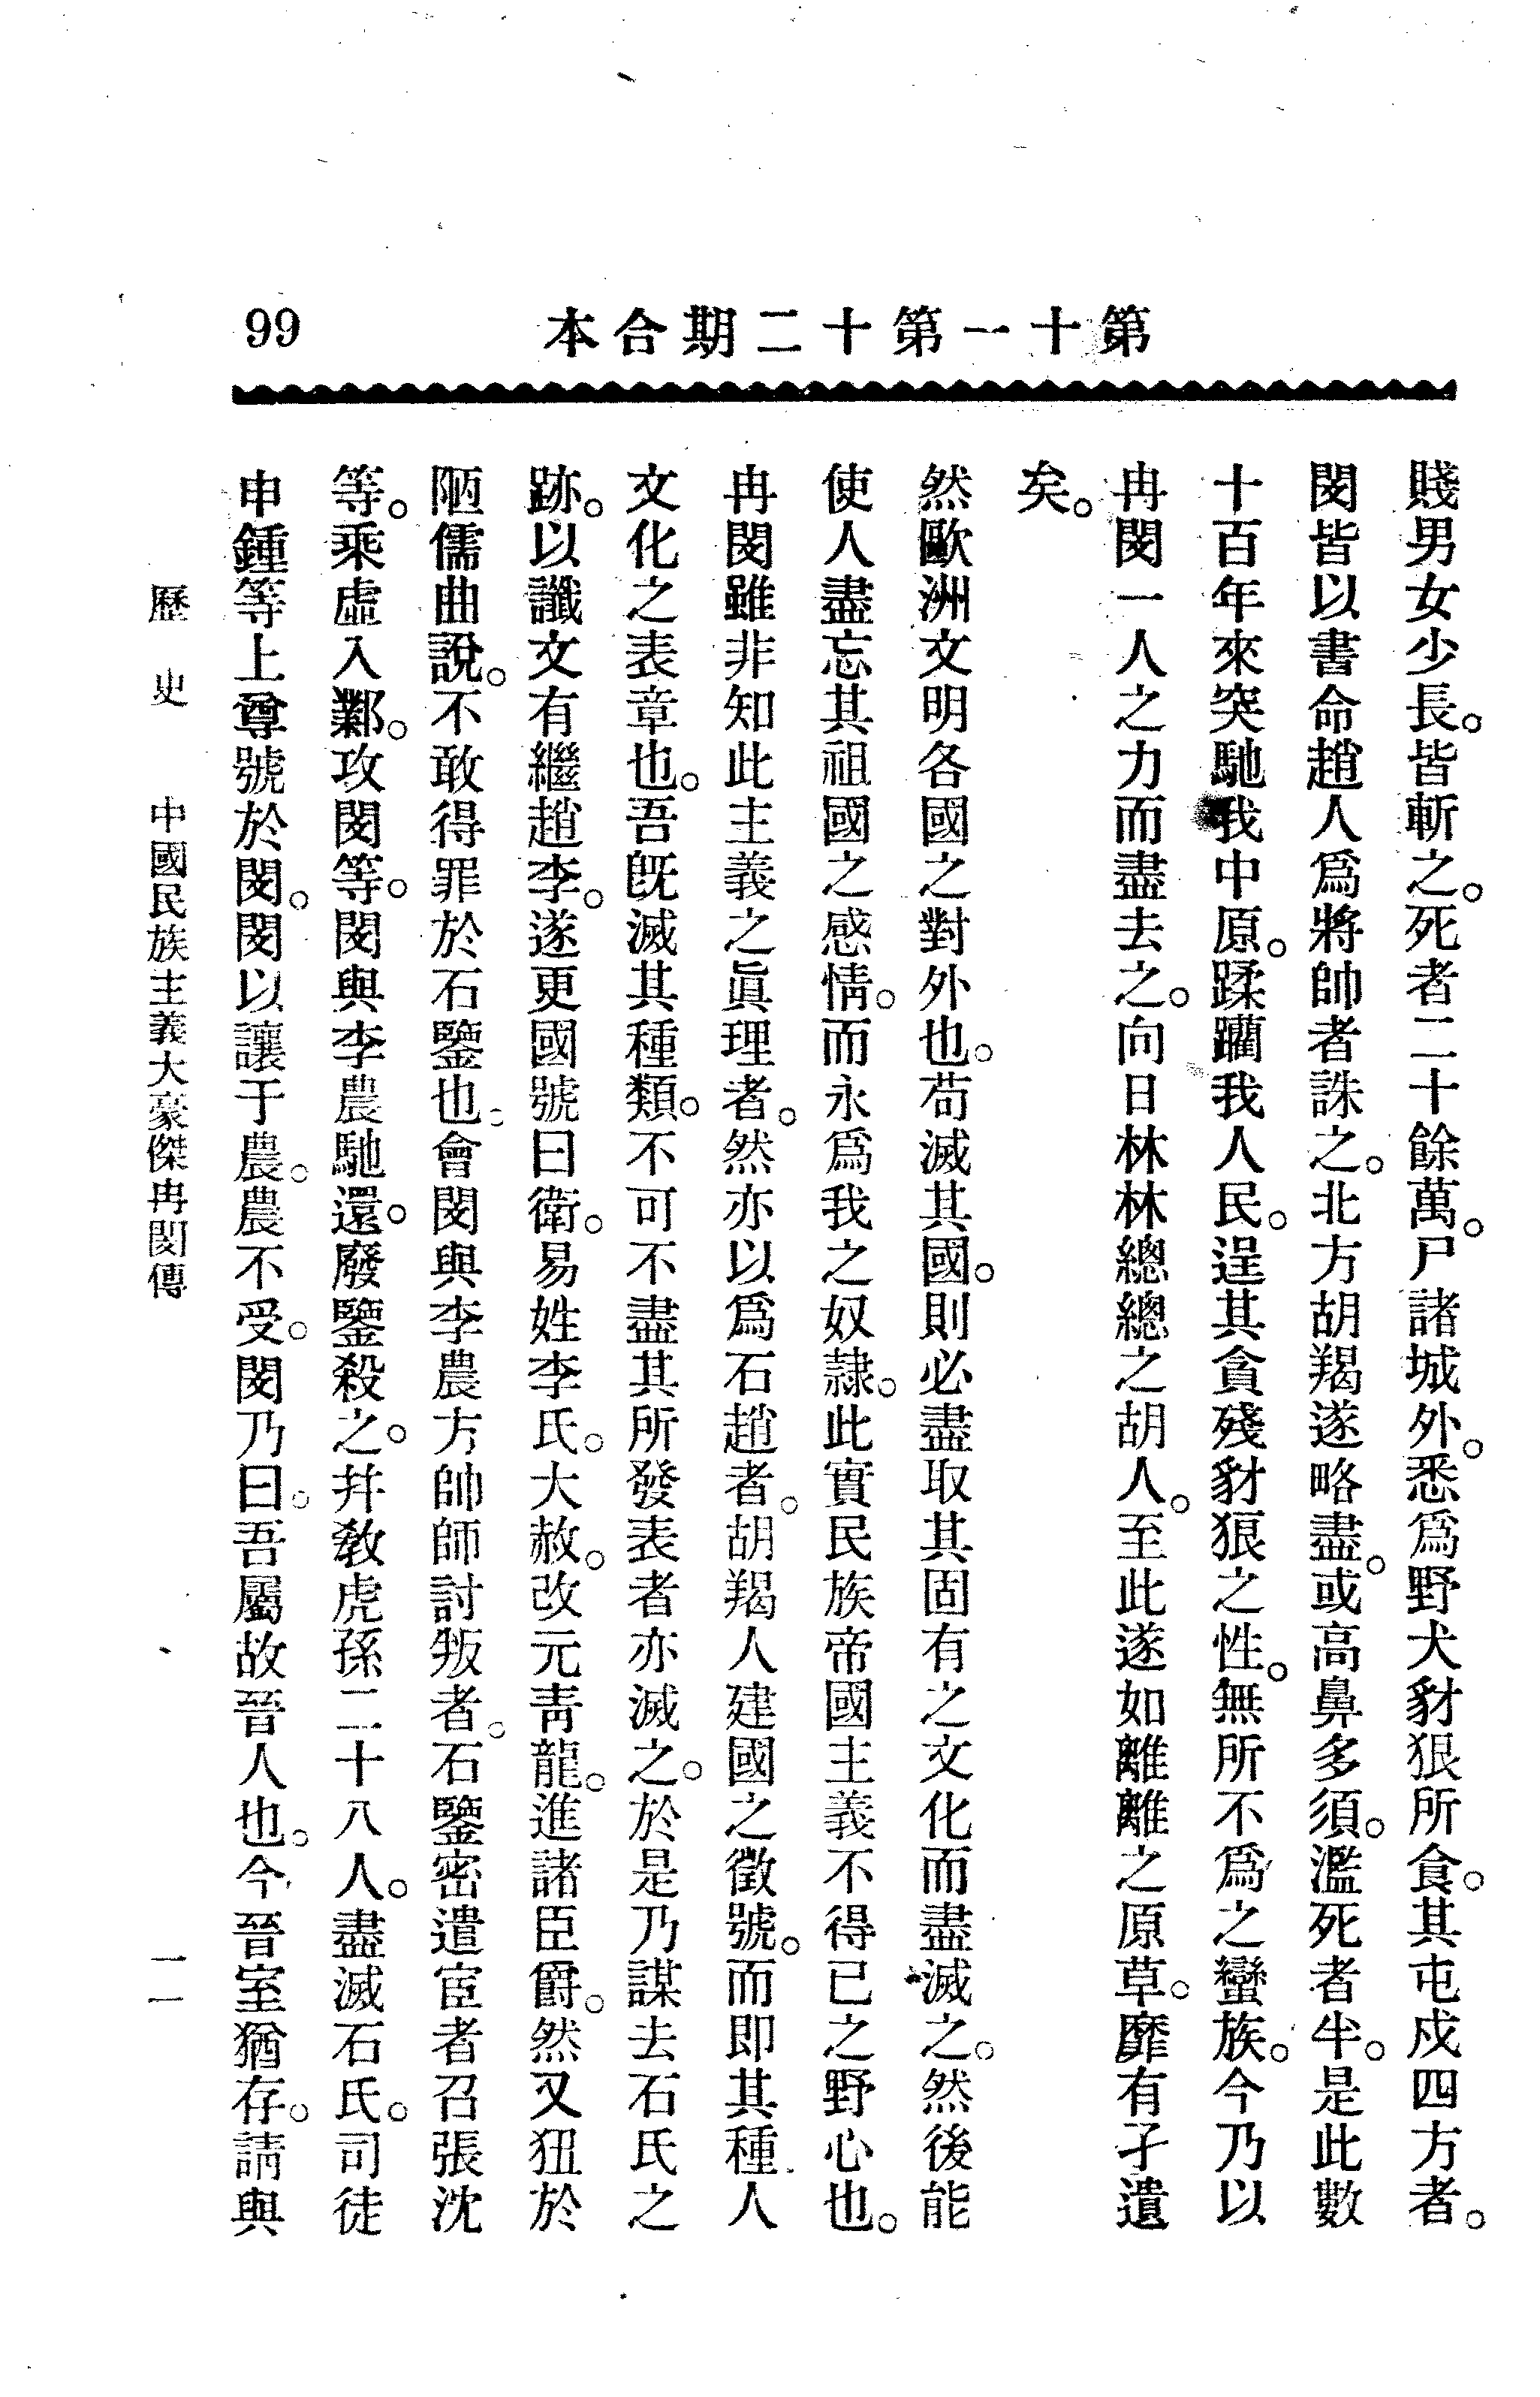 第十一第十二期合本
99
賤男女少長。皆斬之。死者二十餘萬。尸諸城外。悉爲野犬豺狼所食。其屯戍四方者。
閔皆以書命趙人爲將帥者誅之。北方胡羯遂略盡。或高鼻多須。濫死者半。是此數
十百年來突馳我中原。蹂躪我人民。逞其貪殘豺狼之性。無所不爲之蠻族。今乃以
冉閔一人之力而盡去之。向日林林總總之胡人。至此遂如離離之原草。靡有孑遺
矣。
然歐洲文明各國之對外也。苟滅其國。則必盡取其固有之文化而盡滅之。然後能
使人盡忘其祖國之感情。而永爲我之奴隷。此實民族帝國主義不得已之野心也。
冉閔雖非知此主義之眞理者。然亦以爲石趙者。胡羯人建國之徵號。而即其種人
文化之表章也。吾旣滅其種類。不可不盡其所發表者亦滅之。於是乃謀去石氏之
跡。以讖文有繼趙李。遂更國號曰衛。易姓李氏。大赦。改元靑龍。進諸臣爵。然又狃於
陋儒曲說。不敢得罪於石鑒也。會閔與李農方帥師討叛者。石鑒密遣宦者召張沈
等。乘虛入鄴。攻閔等。閔與李農馳還。廢鑒殺之。幷敎虎孫二十八人。盡滅石氏。司徒
申鍾等上尊號於閔。閔以讓于農。農不受。閔乃曰。吾屬故晉人也。今晉室猶存。請與
歷史　中國民族主義大豪傑冉閔傳　一一